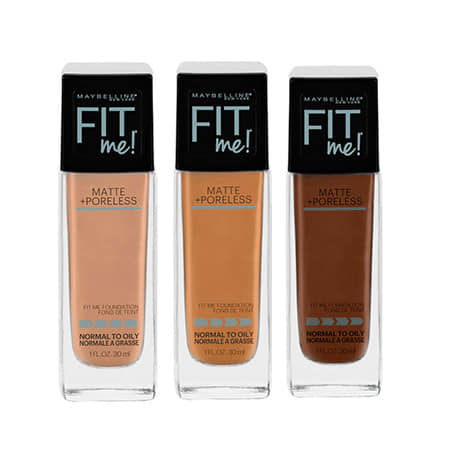 MAYBELLINE
NEW YORK
FIT
me!
MATTE
+PORELESS
FIT ME FOUNDATION
FOND DE TEINT
NORMAL TO OILY
NORMALE A GRASSE
1 FL. OZ. 30 ml
MAYBELLINE
NEW YORK
FIT
me!
MATTE
+PORELESS
FIT ME FOUNDATION
FOND DE TEINT
NORMAL TO OILY
NORMALE A GRASSE
1 FL. OZ. 30 ml
MAYBELLINE
NEW YORK
FIT
me!
MATTE
+PORELESS
FIT ME FOUNDATION
FOND DE TEINT
NORMAL TO OILY
NORMALE A GRASSE
1 FL. OZ. 30 ml